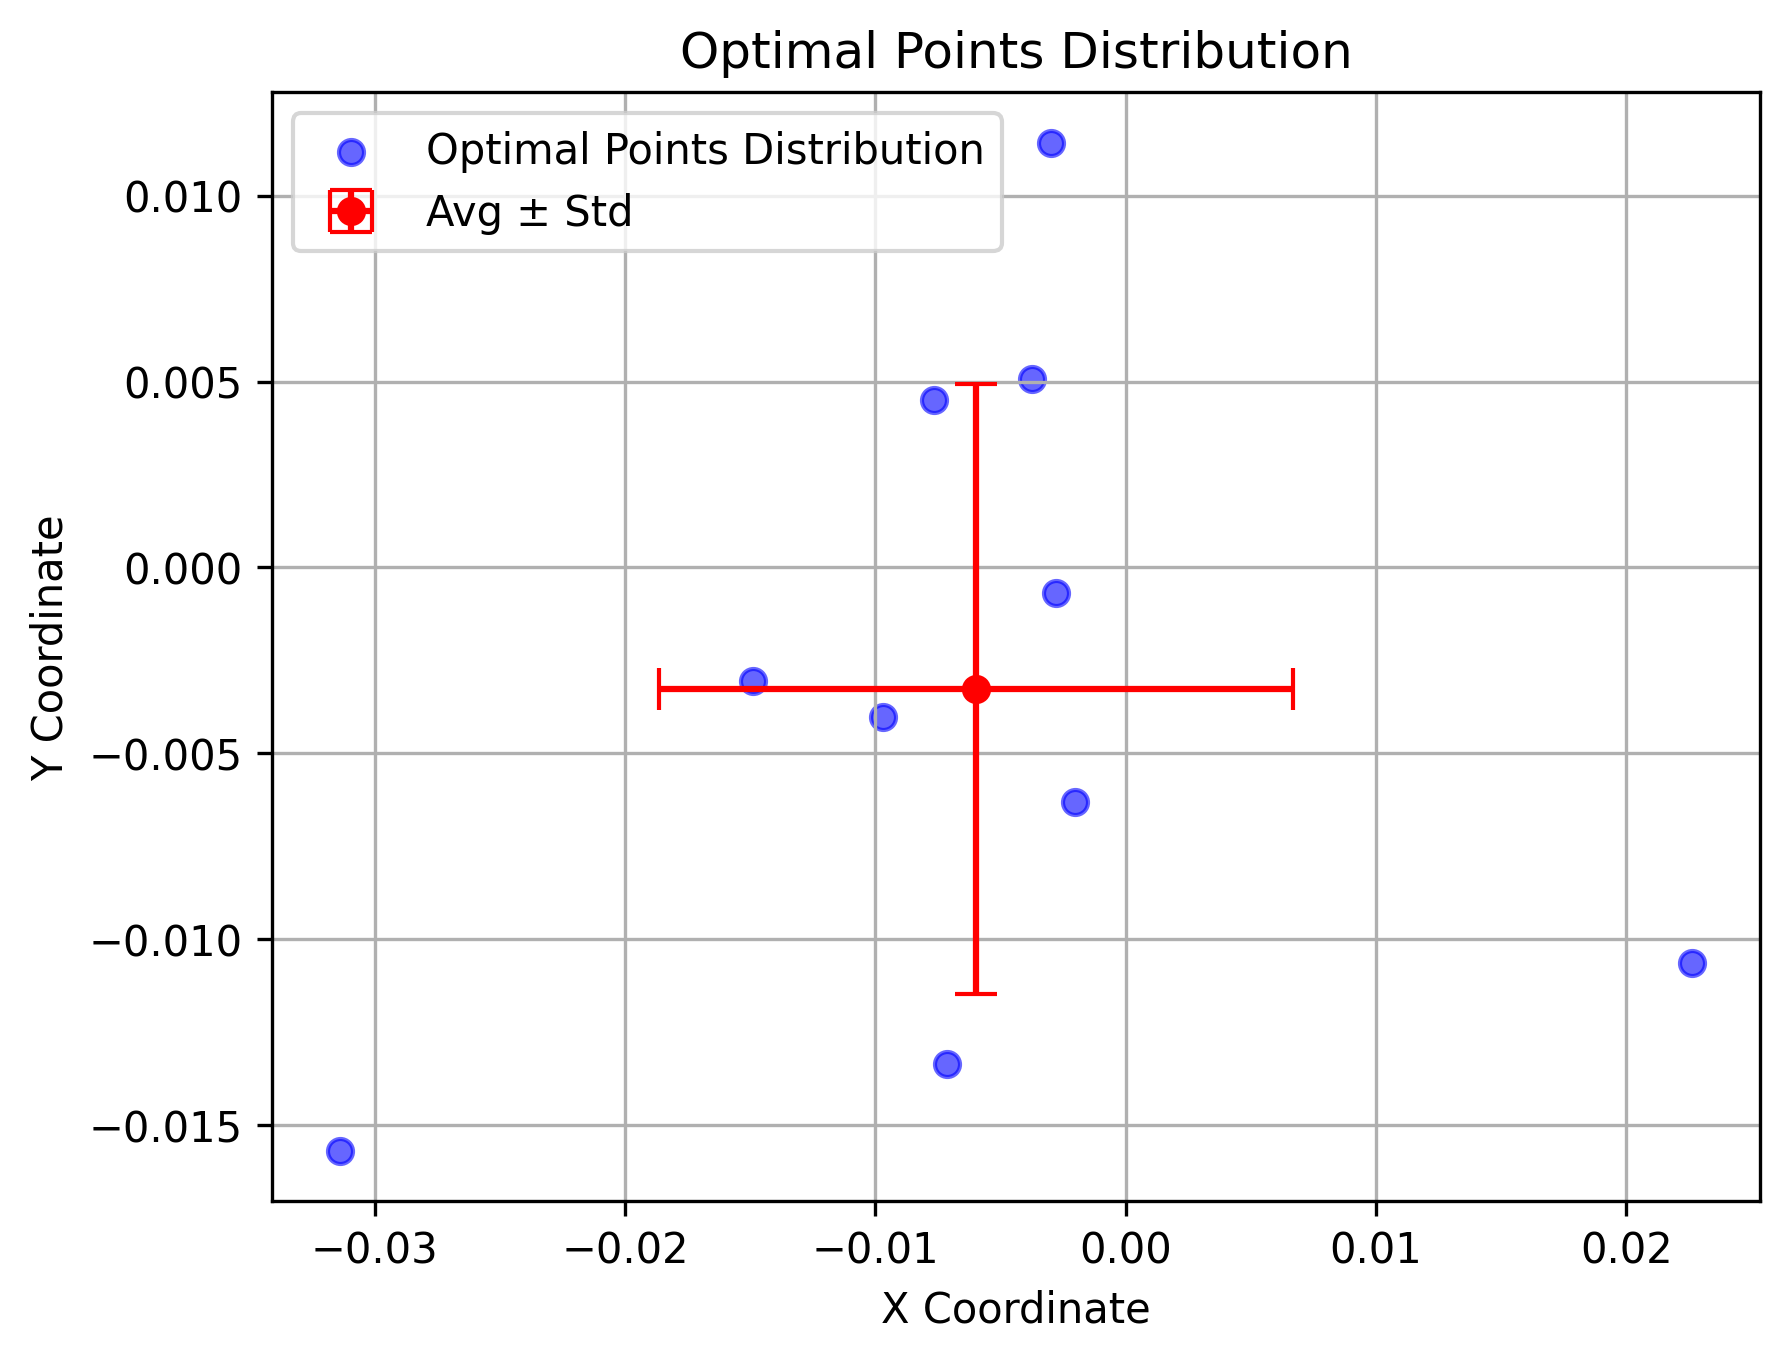 Optimal Points Distribution
Optimal Points Distribution
Avg ± Std
0.010
0.005
0.000
−0.005
−0.010
−0.015
Y Coordinate
−0.03
−0.02
−0.01
0.00
0.01
0.02
X Coordinate